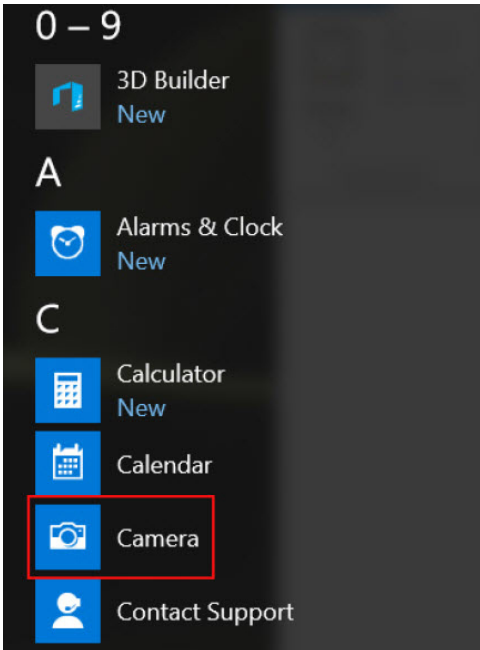 0 – 9
3D Builder
New
A
Alarms & Clock
New
C
Calculator
New
Calendar
Camera
Contact Support